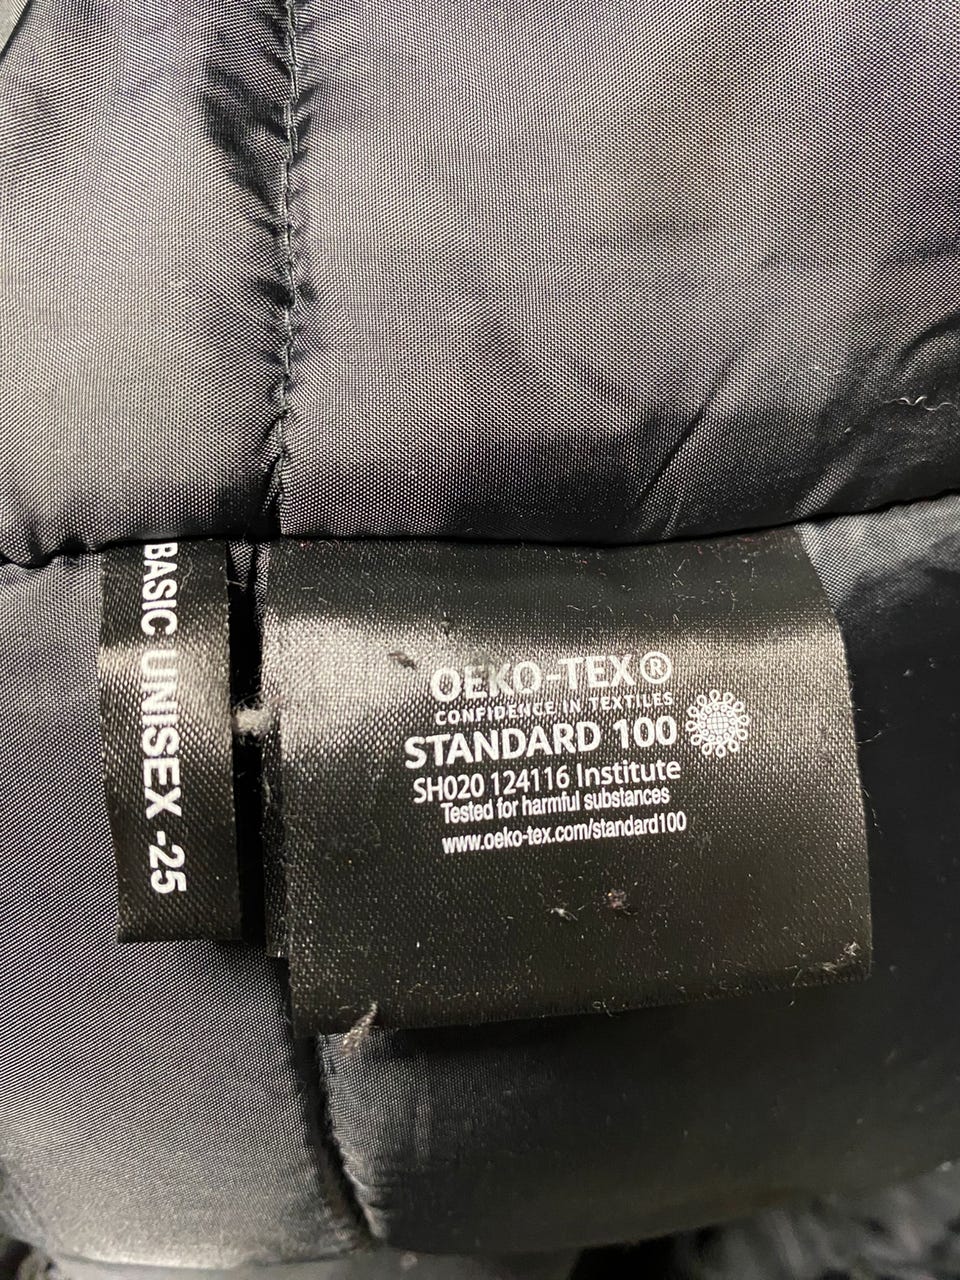 BASIC UNISEX -25
OEKO-TEX®
CONFIDENCE IN TEXTILES
STANDARD 100
SH020 124116 Institute
Tested for harmful substances
www.oeko-tex.com/standard100